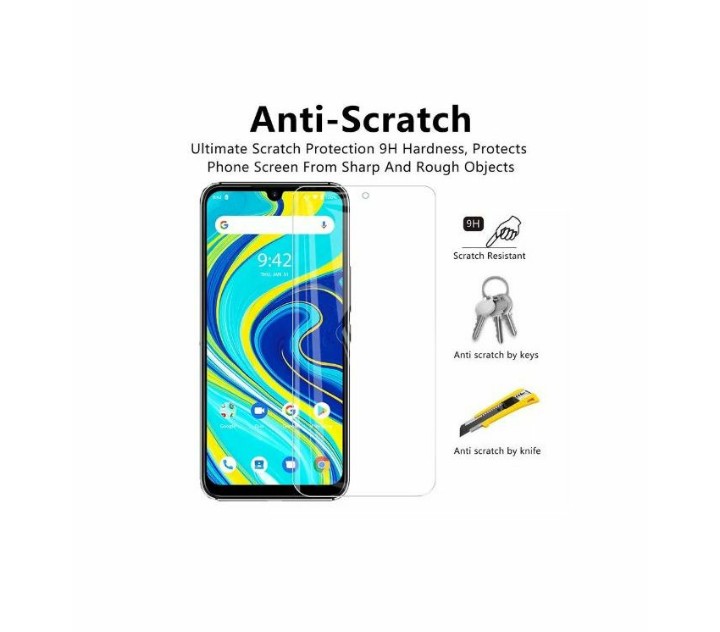 Anti-Scratch
Ultimate Scratch Protection 9H Hardness, Protects
Phone Screen From Sharp And Rough Objects
9:42
9H
Scratch Resistant
Anti scratch by keys
Anti scratch by knife